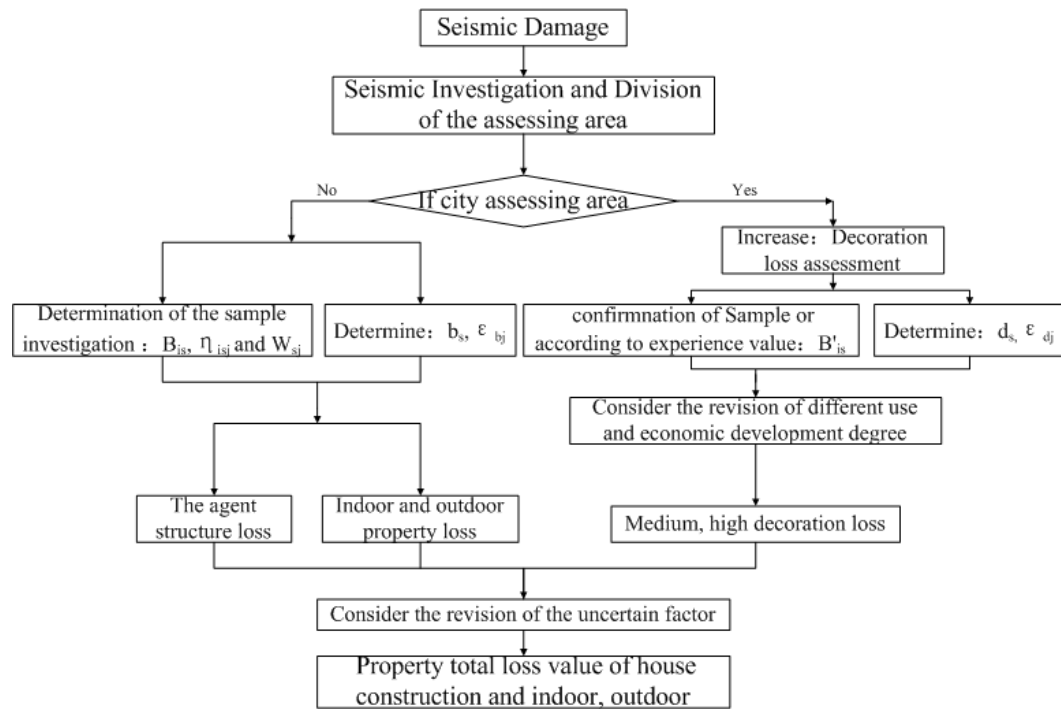 Seismic Damage
Seismic Investigation and Division
of the assessing area
If city assessing area
No
Yes
Increase：Decoration
loss assessment
Determination of the sample
investigation：B_is, η_isj and W_sj
Determine：b_s, ε_bj
confirmnation of Sample or
according to experience value：B'_is
Determine：d_s, ε_dj
Consider the revision of different use
and economic development degree
The agent
structure loss
Indoor and outdoor
property loss
Medium, high decoration loss
Consider the revision of the uncertain factor
Property total loss value of house
construction and indoor, outdoor